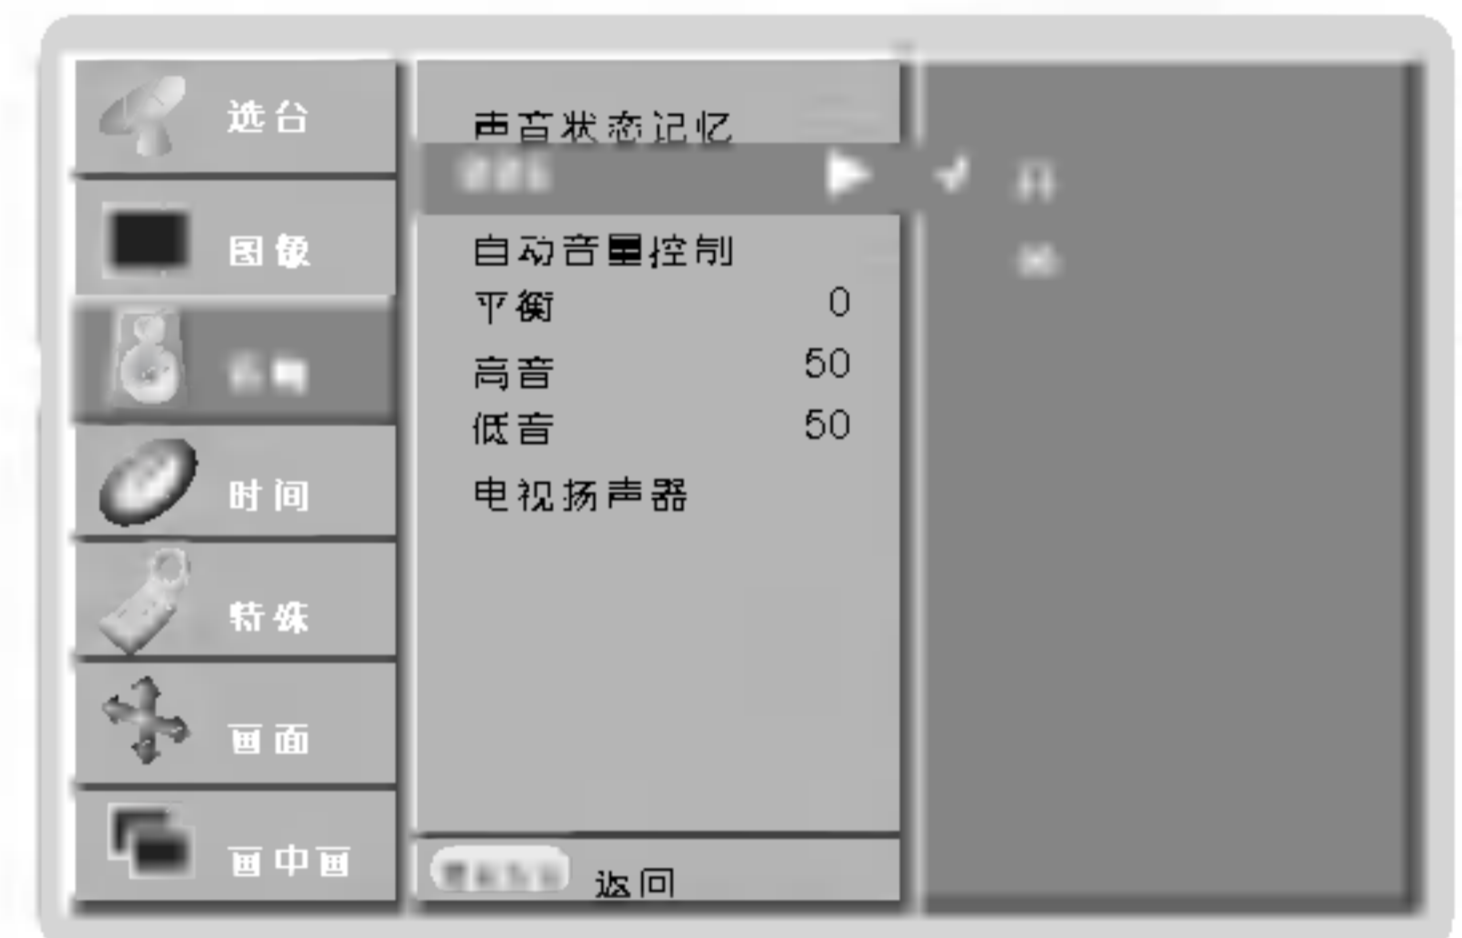 选台
图像
时间
特殊
画面
画中画
声音状态记忆
自动音量控制
平衡 0
高音 50
低音 50
电视扬声器
返回